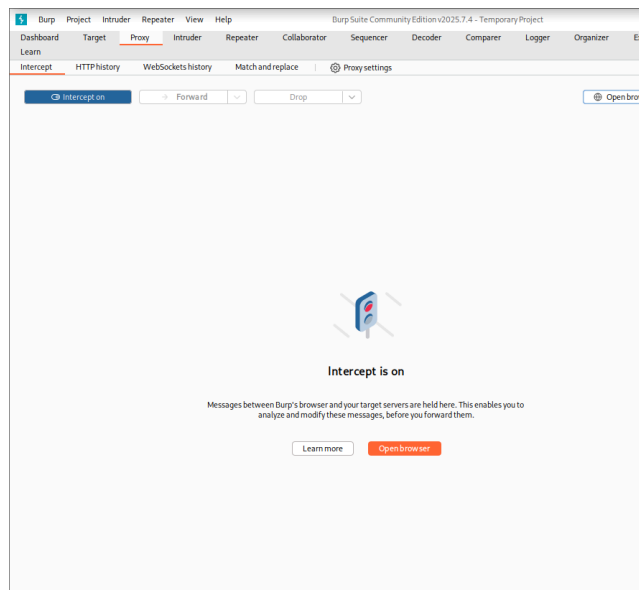 Burp Project Intruder Repeater View Help Burp Suite Community Edition v2025.7.4 - Temporary Project
Dashboard Target Proxy Intruder Repeater Collaborator Sequencer Decoder Comparer Logger Organizer
Learn
Intercept HTTP history WebSockets history Match and replace Proxy settings
Intercept on Forward Drop Open brow
Intercept is on
Messages between Burp's browser and your target servers are held here. This enables you to
analyze and modify these messages, before you forward them.
Learn more Open browser